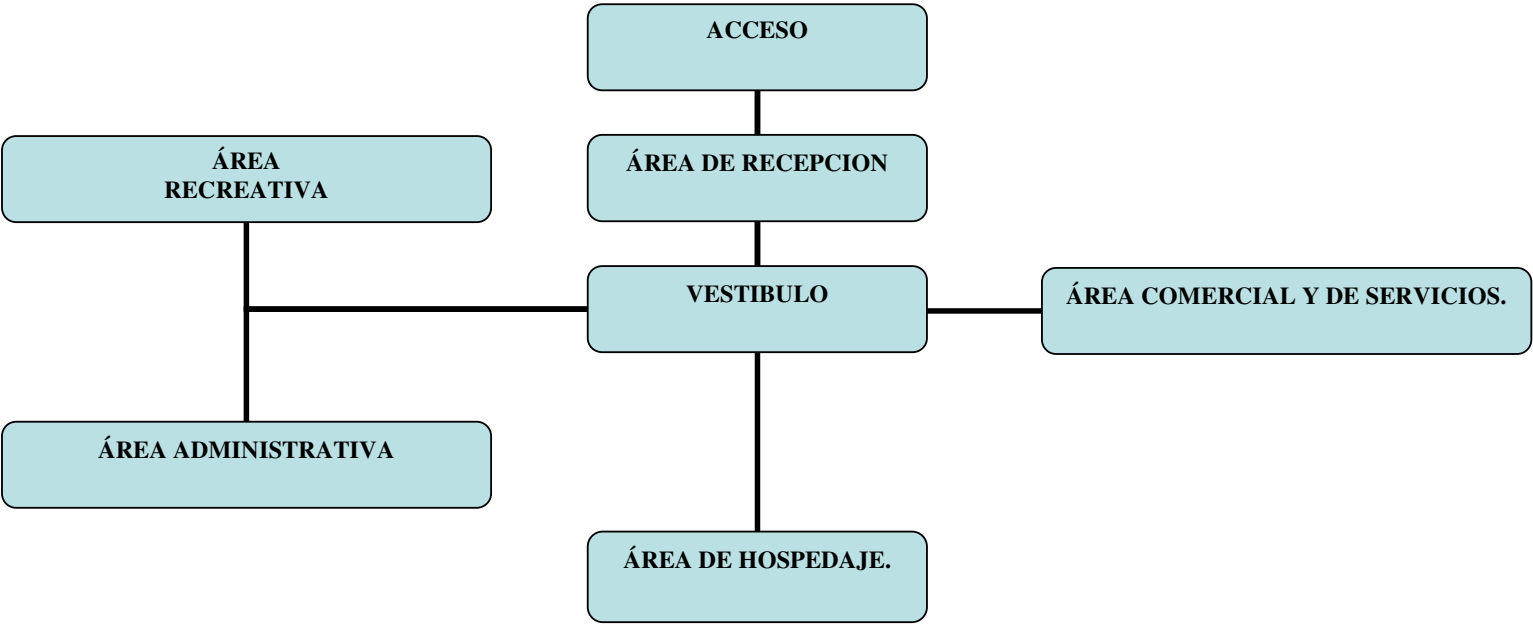 ACCESO
ÁREA
RECREATIVA
ÁREA DE RECEPCION
VESTIBULO
ÁREA COMERCIAL Y DE SERVICIOS.
ÁREA ADMINISTRATIVA
ÁREA DE HOSPEDAJE.